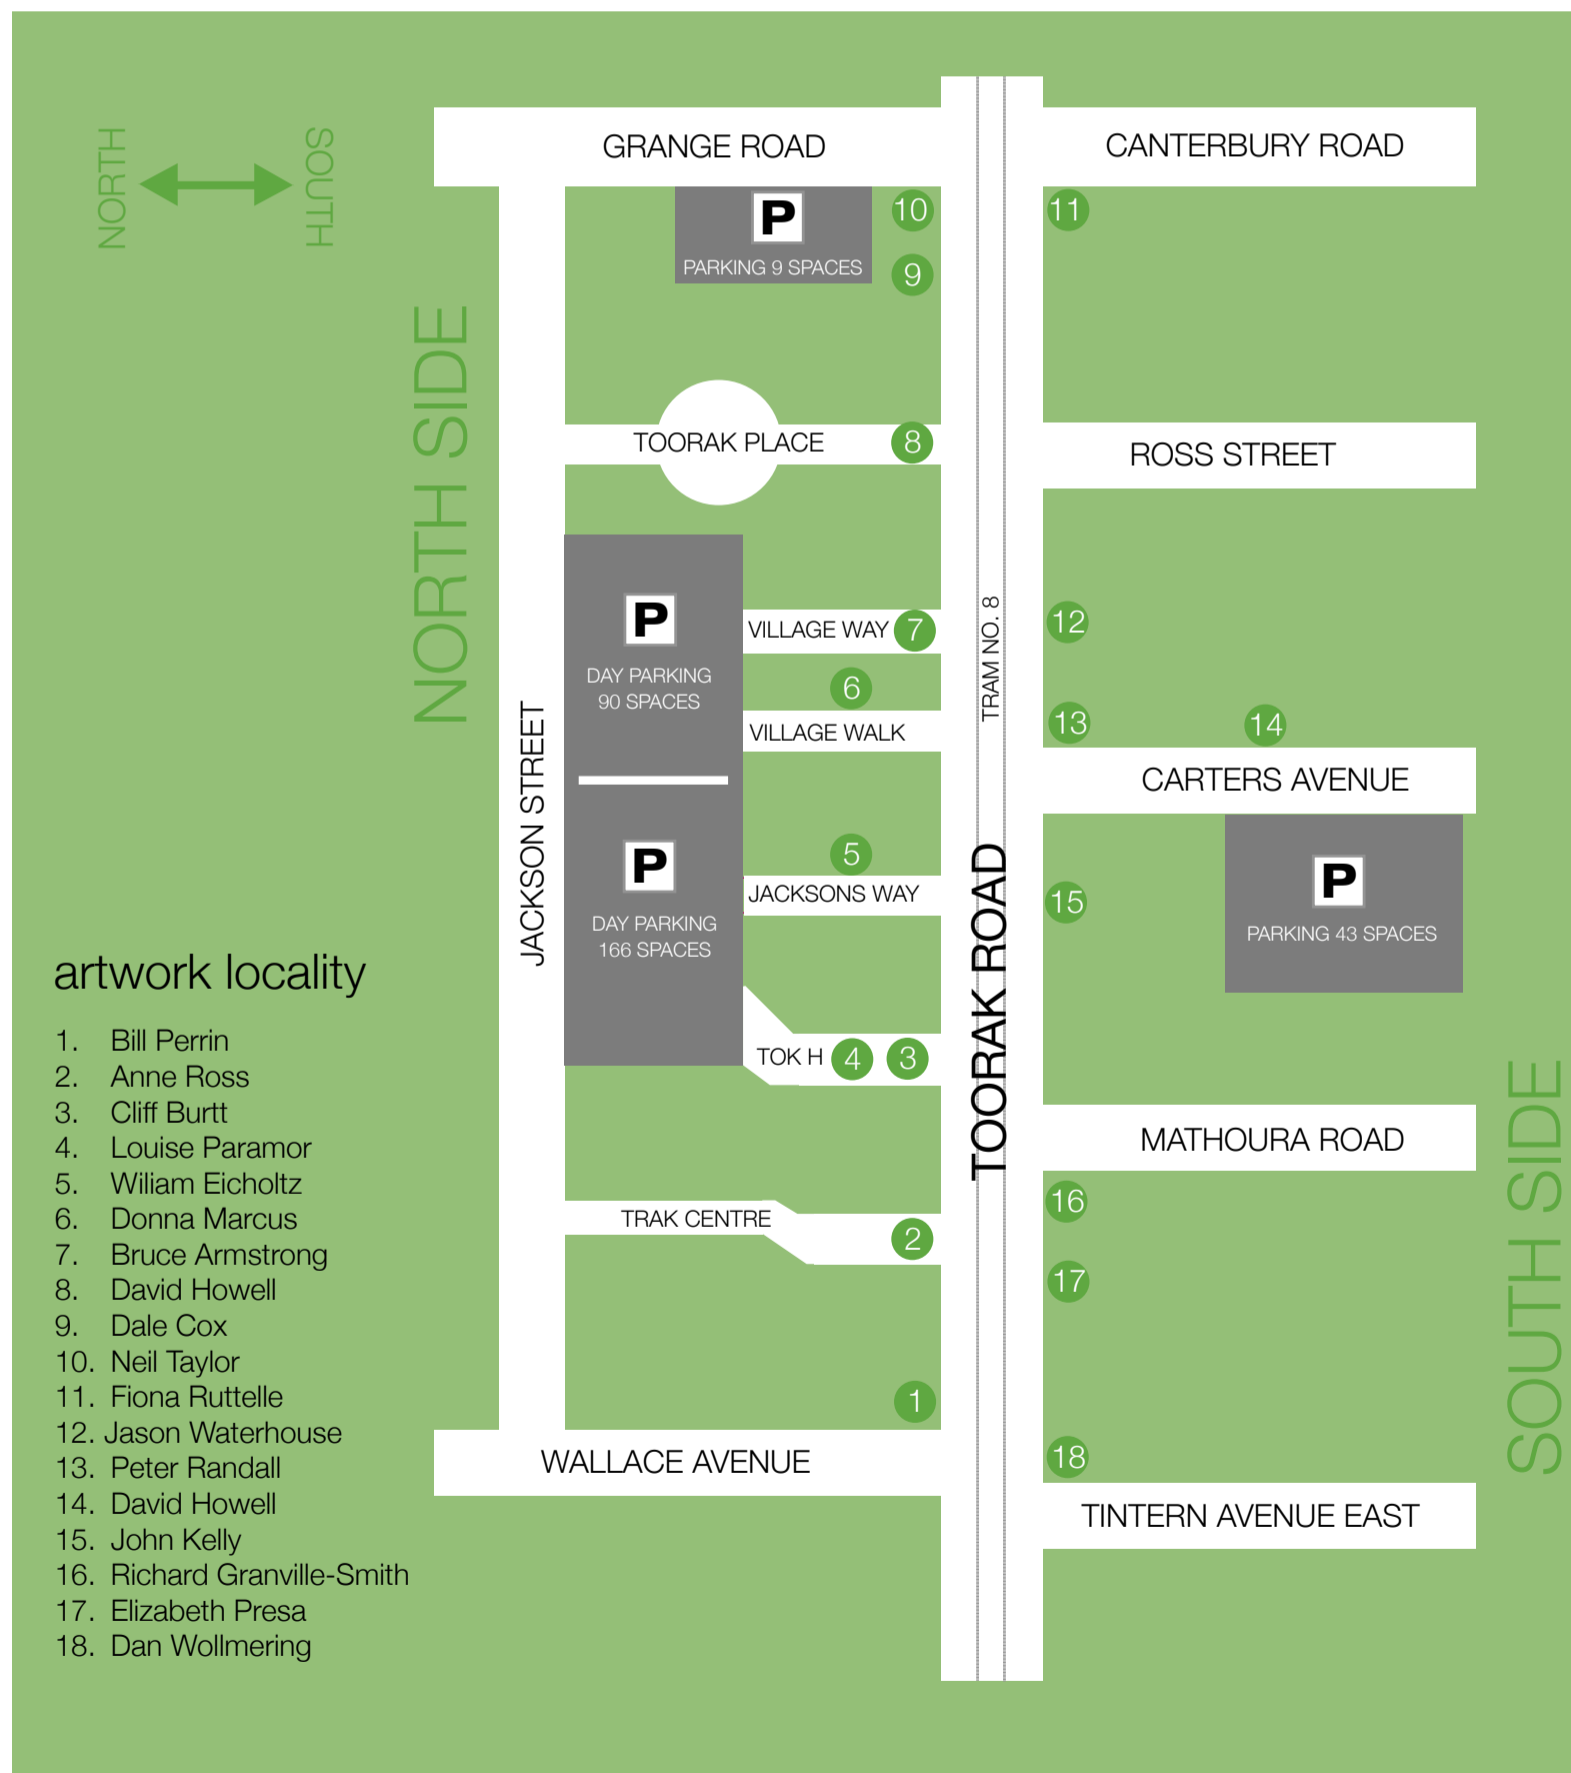 NORTH
SOUTH
GRANGE ROAD
CANTERBURY ROAD
P
PARKING 9 SPACES
10
11
9
NORTH SIDE
TOORAK PLACE
8
ROSS STREET
P
DAY PARKING
90 SPACES
VILLAGE WAY
7
TRAM NO. 8
12
6
VILLAGE WALK
13
14
CARTERS AVENUE
JACKSON STREET
P
DAY PARKING
166 SPACES
5
JACKSONS WAY
TOORAK ROAD
15
P
PARKING 43 SPACES
TOK H
4
3
MATHOURA ROAD
SOUTH SIDE
16
TRAK CENTRE
2
17
1
WALLACE AVENUE
18
TINTERN AVENUE EAST
artwork locality
1. Bill Perrin
2. Anne Ross
3. Cliff Burtt
4. Louise Paramor
5. Wiliam Eicholtz
6. Donna Marcus
7. Bruce Armstrong
8. David Howell
9. Dale Cox
10. Neil Taylor
11. Fiona Ruttelle
12. Jason Waterhouse
13. Peter Randall
14. David Howell
15. John Kelly
16. Richard Granville-Smith
17. Elizabeth Presa
18. Dan Wollmering